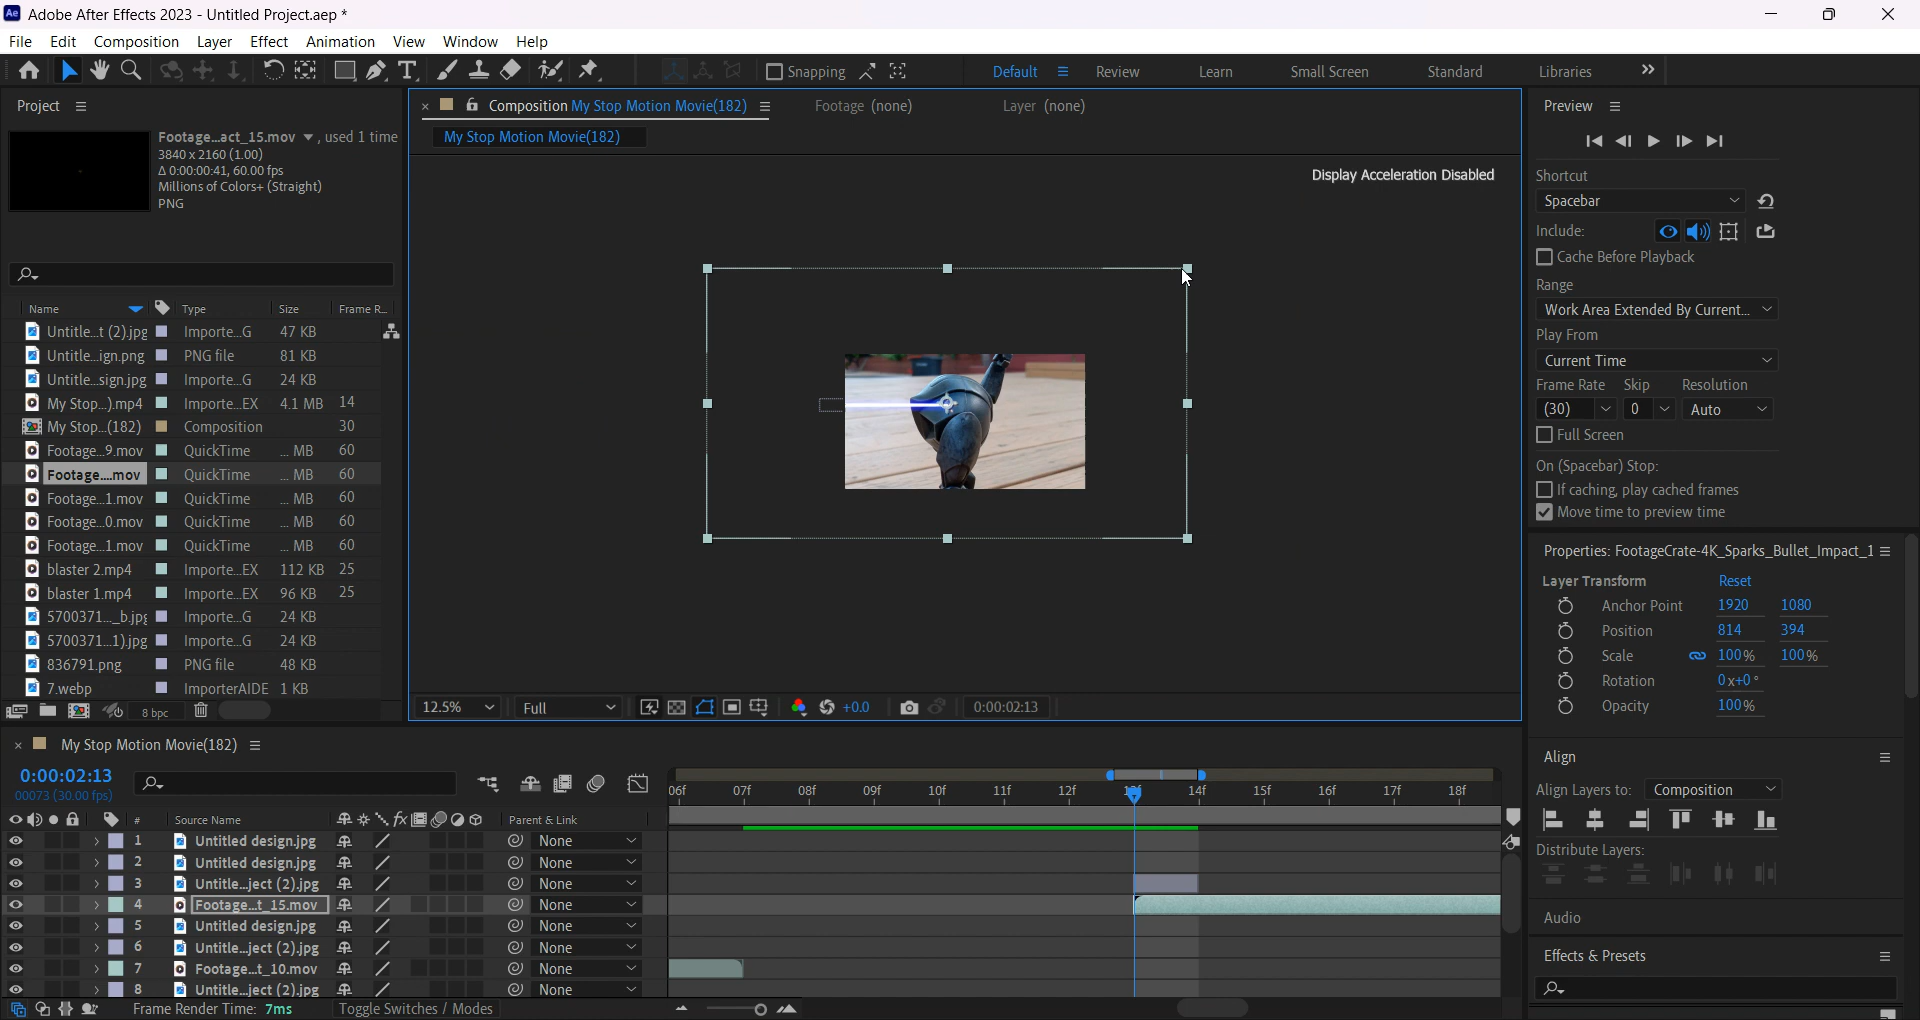 Adobe After Effects 2023 - Untitled Project.aep *
File Edit Composition Layer Effect Animation View Window Help
Snapping Default Review Learn Small Screen Standard Libraries
Project
Footage...act_15.mov , used 1 time
3840 x 2160 (1.00)
Δ 0:00:00:41, 60.00 fps
Millions of Colors+ (Straight)
PNG
Name Type Size Frame R...
Untitle...t (2).jpg Importe...G 47 KB
Untitle...ign.png PNG file 81 KB
Untitle...sign.jpg Importe...G 24 KB
My Stop...).mp4 Importe...EX 4.1 MB 14
My Stop...(182) Composition 30
Footage...9.mov QuickTime ... MB 60
Footage....mov QuickTime ... MB 60
Footage...1.mov QuickTime ... MB 60
Footage...0.mov QuickTime ... MB 60
Footage...1.mov QuickTime ... MB 60
blaster 2.mp4 Importe...EX 112 KB 25
blaster 1.mp4 Importe...EX 96 KB 25
5700371..._b.jpg Importe...G 24 KB
5700371...1).jpg Importe...G 24 KB
836791.png PNG file 48 KB
7.webp ImporterAIDE 1 KB
8 bpc
Composition My Stop Motion Movie(182) Footage (none) Layer (none)
My Stop Motion Movie(182)
Display Acceleration Disabled
12.5% Full +0.0 0:00:02:13
Preview
Shortcut
Spacebar
Include:
Cache Before Playback
Range
Work Area Extended By Current...
Play From
Current Time
Frame Rate Skip Resolution
(30) 0 Auto
Full Screen
On (Spacebar) Stop:
If caching, play cached frames
Move time to preview time
Properties: FootageCrate-4K_Sparks_Bullet_Impact_1
Layer Transform Reset
Anchor Point 1920 1080
Position 814 394
Scale 100% 100%
Rotation 0x+0°
Opacity 100%
Align
Align Layers to: Composition
Distribute Layers:
Audio
Effects & Presets
My Stop Motion Movie(182)
0:00:02:13
00073 (30.00 fps)
06f 07f 08f 09f 10f 11f 12f 13f 14f 15f 16f 17f 18f
# Source Name fx Parent & Link
1 Untitled design.jpg None
2 Untitled design.jpg None
3 Untitle...ject (2).jpg None
4 Footage...t_15.mov None
5 Untitled design.jpg None
6 Untitle...ject (2).jpg None
7 Footage...t_10.mov None
8 Untitle...ject (2).jpg None
Frame Render Time: 7ms Toggle Switches / Modes